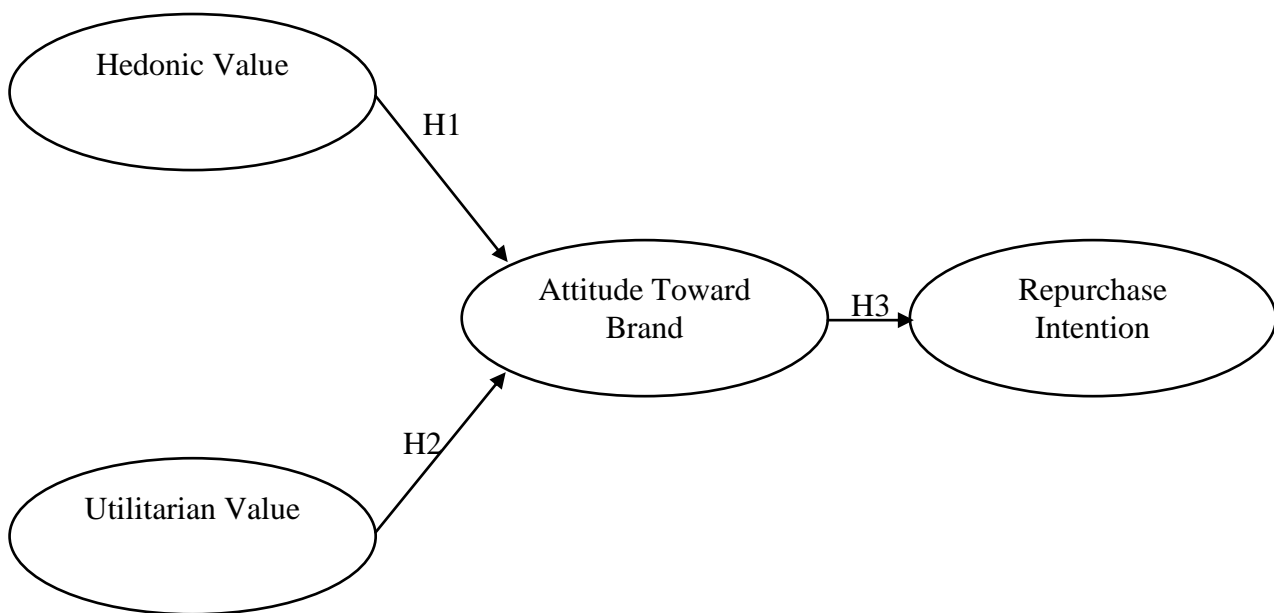 Hedonic Value
H1
Attitude Toward
Brand
H3
Repurchase
Intention
H2
Utilitarian Value